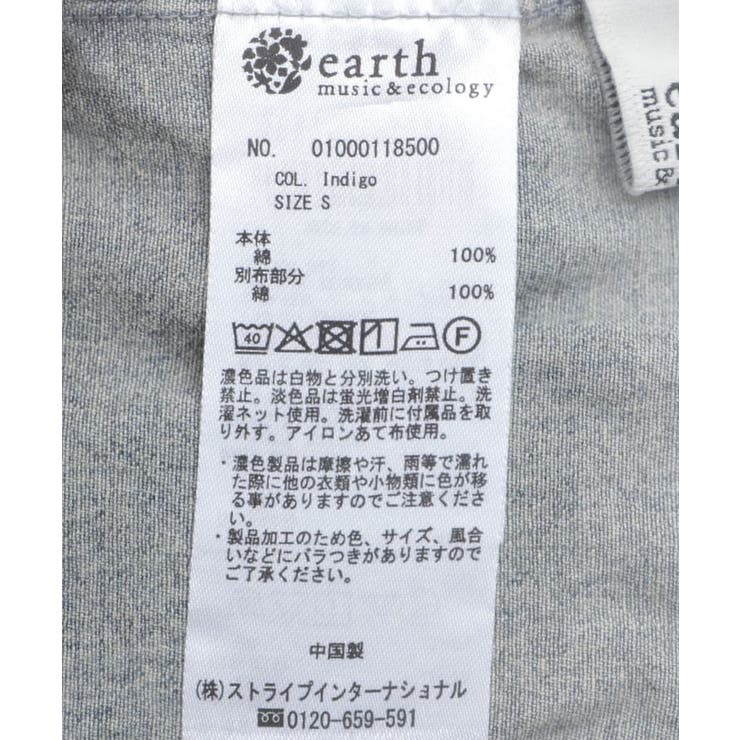 earth
music & ecology
NO. 01000118500
COL. Indigo
SIZE S
本体
綿 100%
別布部分
綿 100%
40 F
濃色品は白物と分別洗い。つけ置き
禁止。淡色品は蛍光増白剤禁止。洗
濯ネット使用。洗濯前に付属品を取
り外す。アイロンあて布使用。
・濃色製品は摩擦や汗、雨等で濡れ
た際に他の衣類や小物類に色が移
る事がありますのでご注意くださ
い。
・製品加工のため色、サイズ、風合
いなどにバラつきがありますので
ご了承ください。
中国製
(株)ストライプインターナショナル
0120-659-591
music &